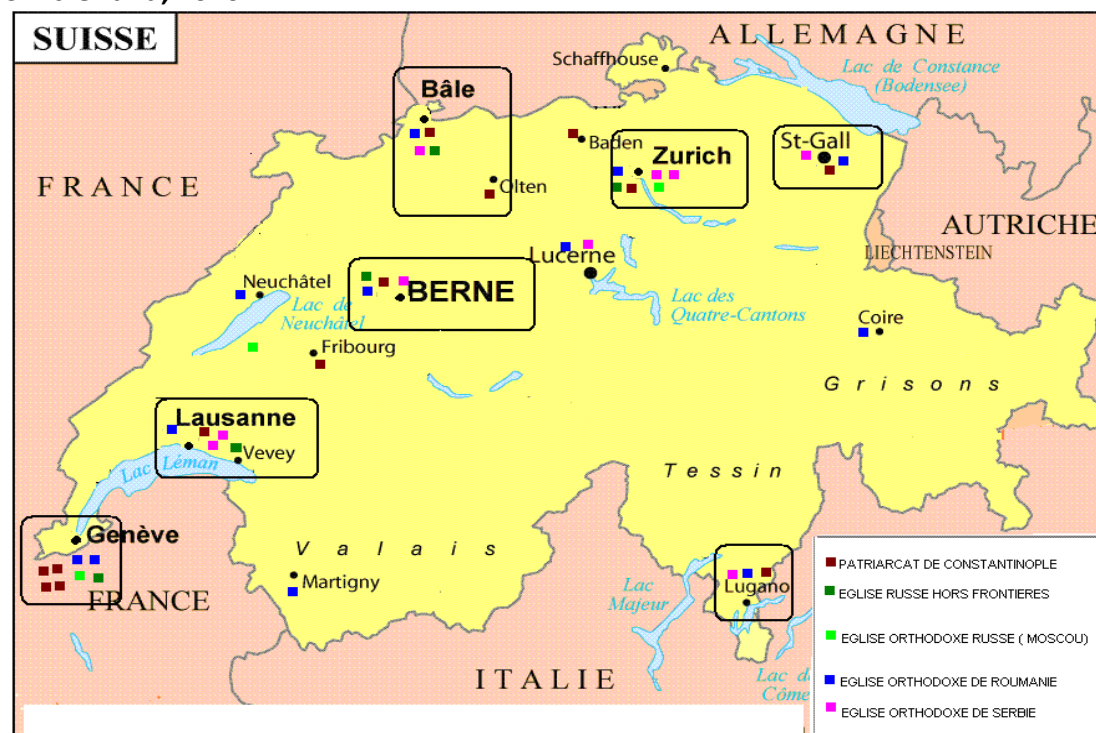 SUISSE
ALLEMAGNE
Schaffhouse
Lac de Constance
(Bodensee)
Bâle
Baden
Zurich
St-Gall
FRANCE
Olten
AUTRICHE
LIECHTENSTEIN
Lucerne
Neuchâtel
Lac de
Neuchâtel
BERNE
Lac des
Quatre-Cantons
Coire
Fribourg
Grisons
Lausanne
Vevey
Lac Léman
Tessin
Genève
Valais
Martigny
FRANCE
Lac
Majeur
Lugano
ITALIE
Lac de
Côme
PATRIARCAT DE CONSTANTINOPLE
EGLISE RUSSE HORS FRONTIERES
EGLISE ORTHODOXE RUSSE ( MOSCOU)
EGLISE ORTHODOXE DE ROUMANIE
EGLISE ORTHODOXE DE SERBIE